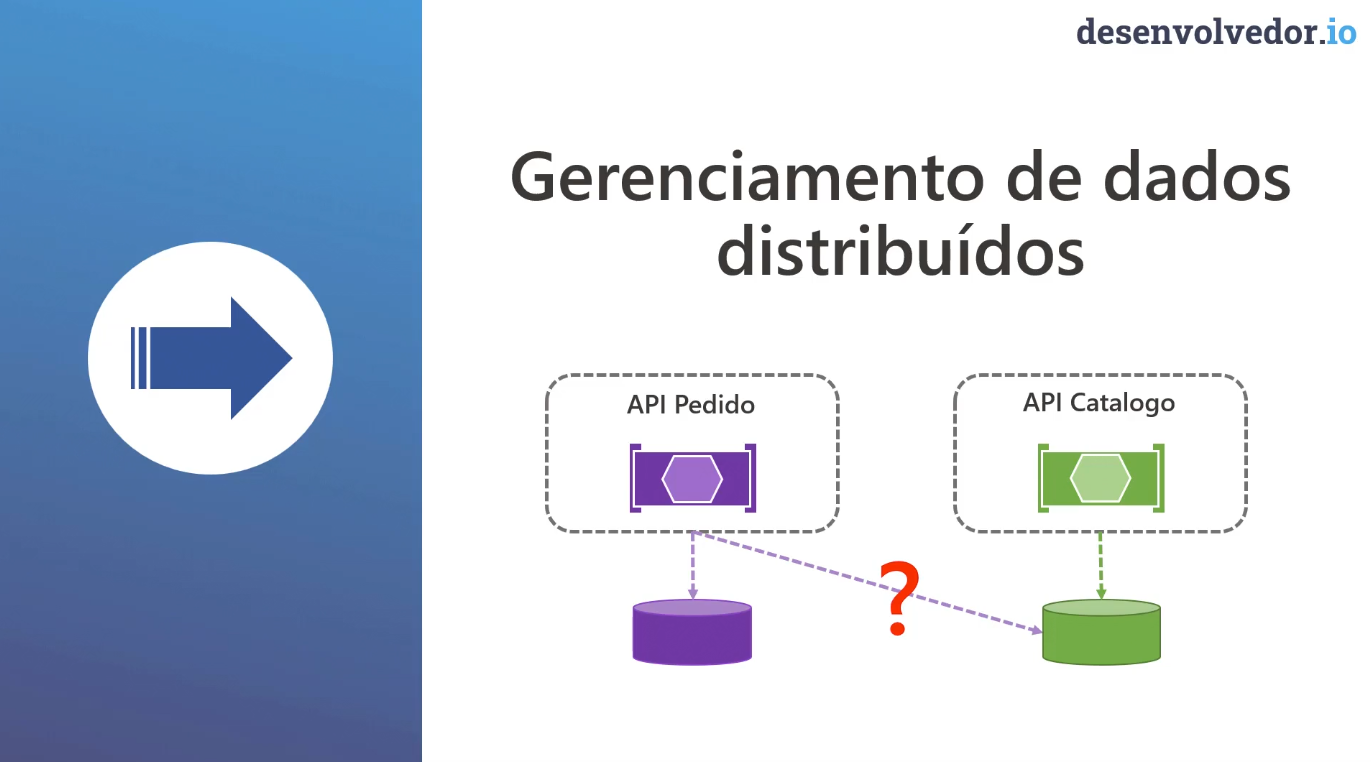 desenvolvedor.io
Gerenciamento de dados
distribuídos
API Pedido
API Catalogo
?